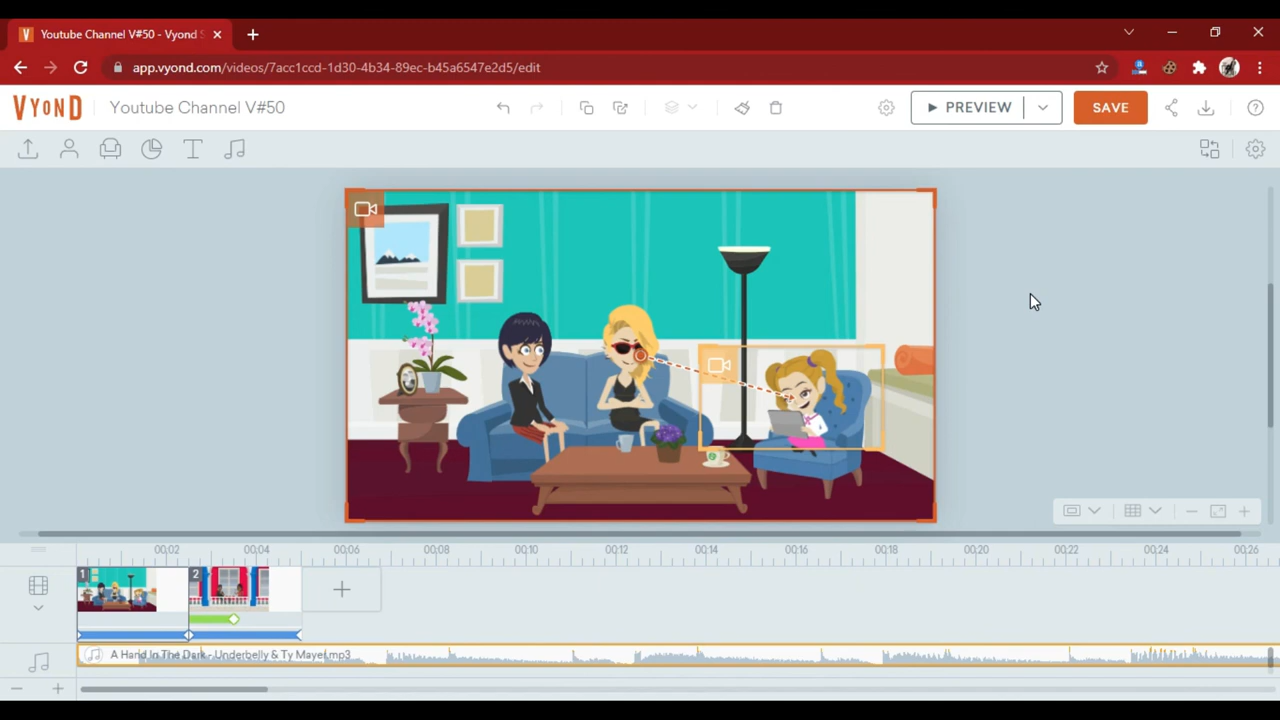 Youtube Channel V#50 - Vyond S
app.vyond.com/videos/7acc1ccd-1d30-4b34-89ec-b45a6547e2d5/edit
VYOND
Youtube Channel V#50
PREVIEW
SAVE
00:02 00:04 00:06 00:08 00:10 00:12 00:14 00:16 00:18 00:20 00:22 00:24 00:26
1 2
A Hand In The Dark - Underbelly & Ty Mayer.mp3